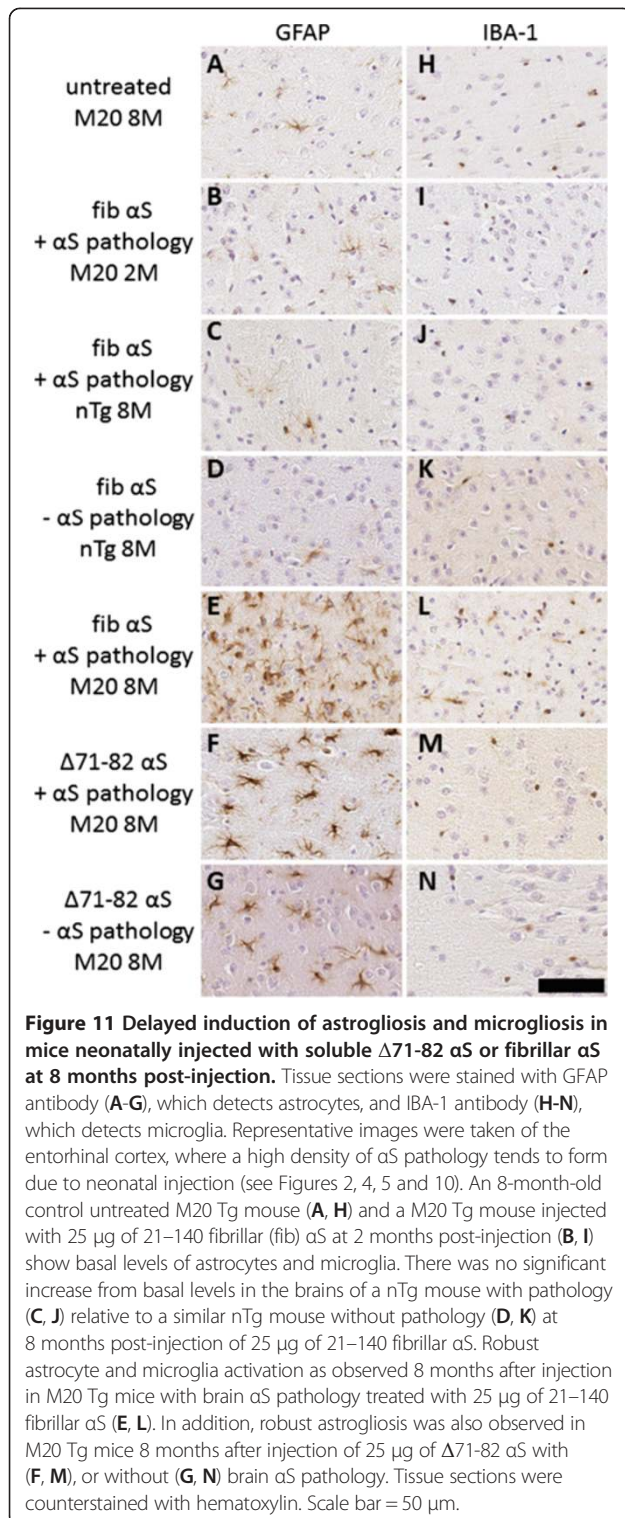 GFAP IBA-1
untreated
M20 8M
A H
fib αS
+ αS pathology
M20 2M
B I
fib αS
+ αS pathology
nTg 8M
C J
fib αS
- αS pathology
nTg 8M
D K
fib αS
+ αS pathology
M20 8M
E L
Δ71-82 αS
+ αS pathology
M20 8M
F M
Δ71-82 αS
- αS pathology
M20 8M
G N
Figure 11 Delayed induction of astrogliosis and microgliosis in
mice neonatally injected with soluble Δ71-82 αS or fibrillar αS
at 8 months post-injection. Tissue sections were stained with GFAP
antibody (A-G), which detects astrocytes, and IBA-1 antibody (H-N),
which detects microglia. Representative images were taken of the
entorhinal cortex, where a high density of αS pathology tends to form
due to neonatal injection (see Figures 2, 4, 5 and 10). An 8-month-old
control untreated M20 Tg mouse (A, H) and a M20 Tg mouse injected
with 25 μg of 21–140 fibrillar (fib) αS at 2 months post-injection (B, I)
show basal levels of astrocytes and microglia. There was no significant
increase from basal levels in the brains of a nTg mouse with pathology
(C, J) relative to a similar nTg mouse without pathology (D, K) at
8 months post-injection of 25 μg of 21–140 fibrillar αS. Robust
astrocyte and microglia activation as observed 8 months after injection
in M20 Tg mice with brain αS pathology treated with 25 μg of 21–140
fibrillar αS (E, L). In addition, robust astrogliosis was also observed in
M20 Tg mice 8 months after injection of 25 μg of Δ71-82 αS with
(F, M), or without (G, N) brain αS pathology. Tissue sections were
counterstained with hematoxylin. Scale bar = 50 μm.